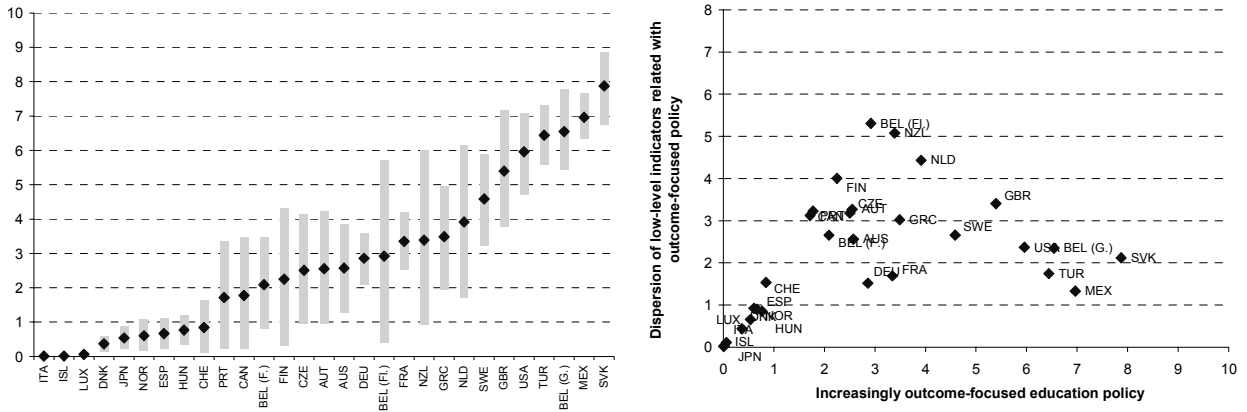 10
9
8
7
6
5
4
3
2
1
0
ITA ISL LUX DNK JPN NOR ESP HUN CHE PRT CAN BEL (F.) FIN CZE AUT AUS DEU BEL (Fl.) FRA NZL GRC NLD SWE GBR USA TUR BEL (G.) MEX SVK
Dispersion of low-level indicators related with
outcome-focused policy
8
7
6
5
4
3
2
1
0
BEL (Fl.)
NZL
NLD
FIN
GBR
CZE
AUT
PRT
CAN
GRC
SWE
BEL (F.)
AUS
USA
BEL (G.)
SVK
DEU
FRA
TUR
CHE
MEX
ESP
LUX
DNK
NOR
HUN
ITA
ISL
JPN
0 1 2 3 4 5 6 7 8 9 10
Increasingly outcome-focused education policy